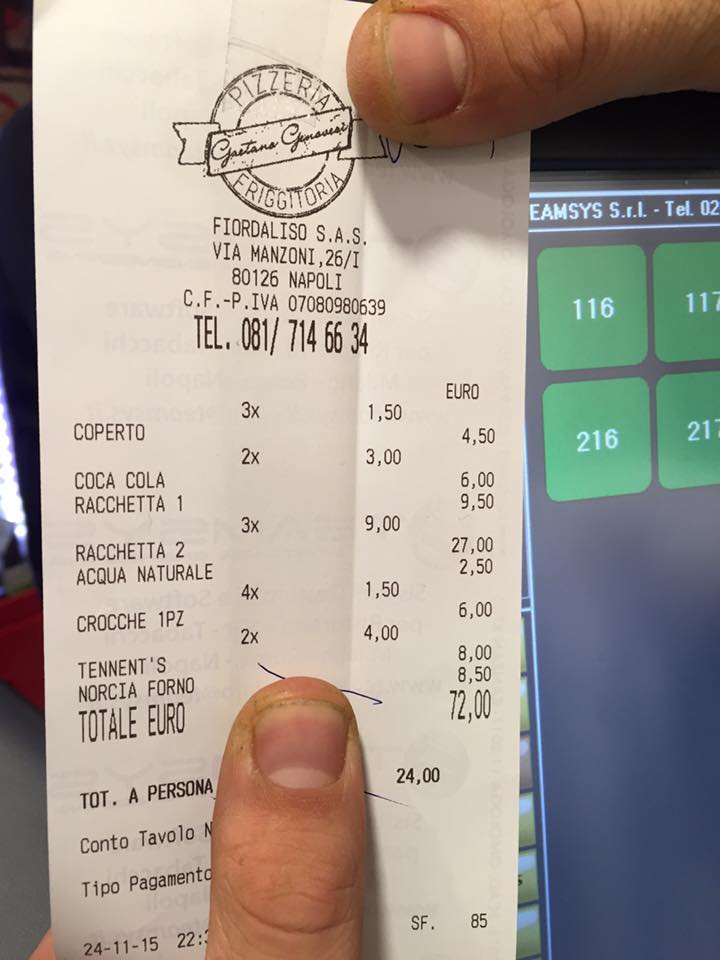 PIZZERIA
Gaetano Genovesi
FRIGGITORIA
FIORDALISO S.A.S.
VIA MANZONI,26/I
80126 NAPOLI
C.F.-P.IVA 07080980639
TEL. 081/ 714 66 34
EURO
3x 1,50
COPERTO 4,50
2x 3,00
COCA COLA 6,00
RACCHETTA 1 9,50
3x 9,00
RACCHETTA 2 27,00
ACQUA NATURALE 2,50
4x 1,50
CROCCHE 1PZ 6,00
2x 4,00
TENNENT'S 8,00
NORCIA FORNO 8,50
TOTALE EURO 72,00
TOT. A PERSONA 24,00
Conto Tavolo N
Tipo Pagamento
SF. 85
24-11-15 22:3
EAMSYS S.r.l. - Tel. 02
116 117
216 217